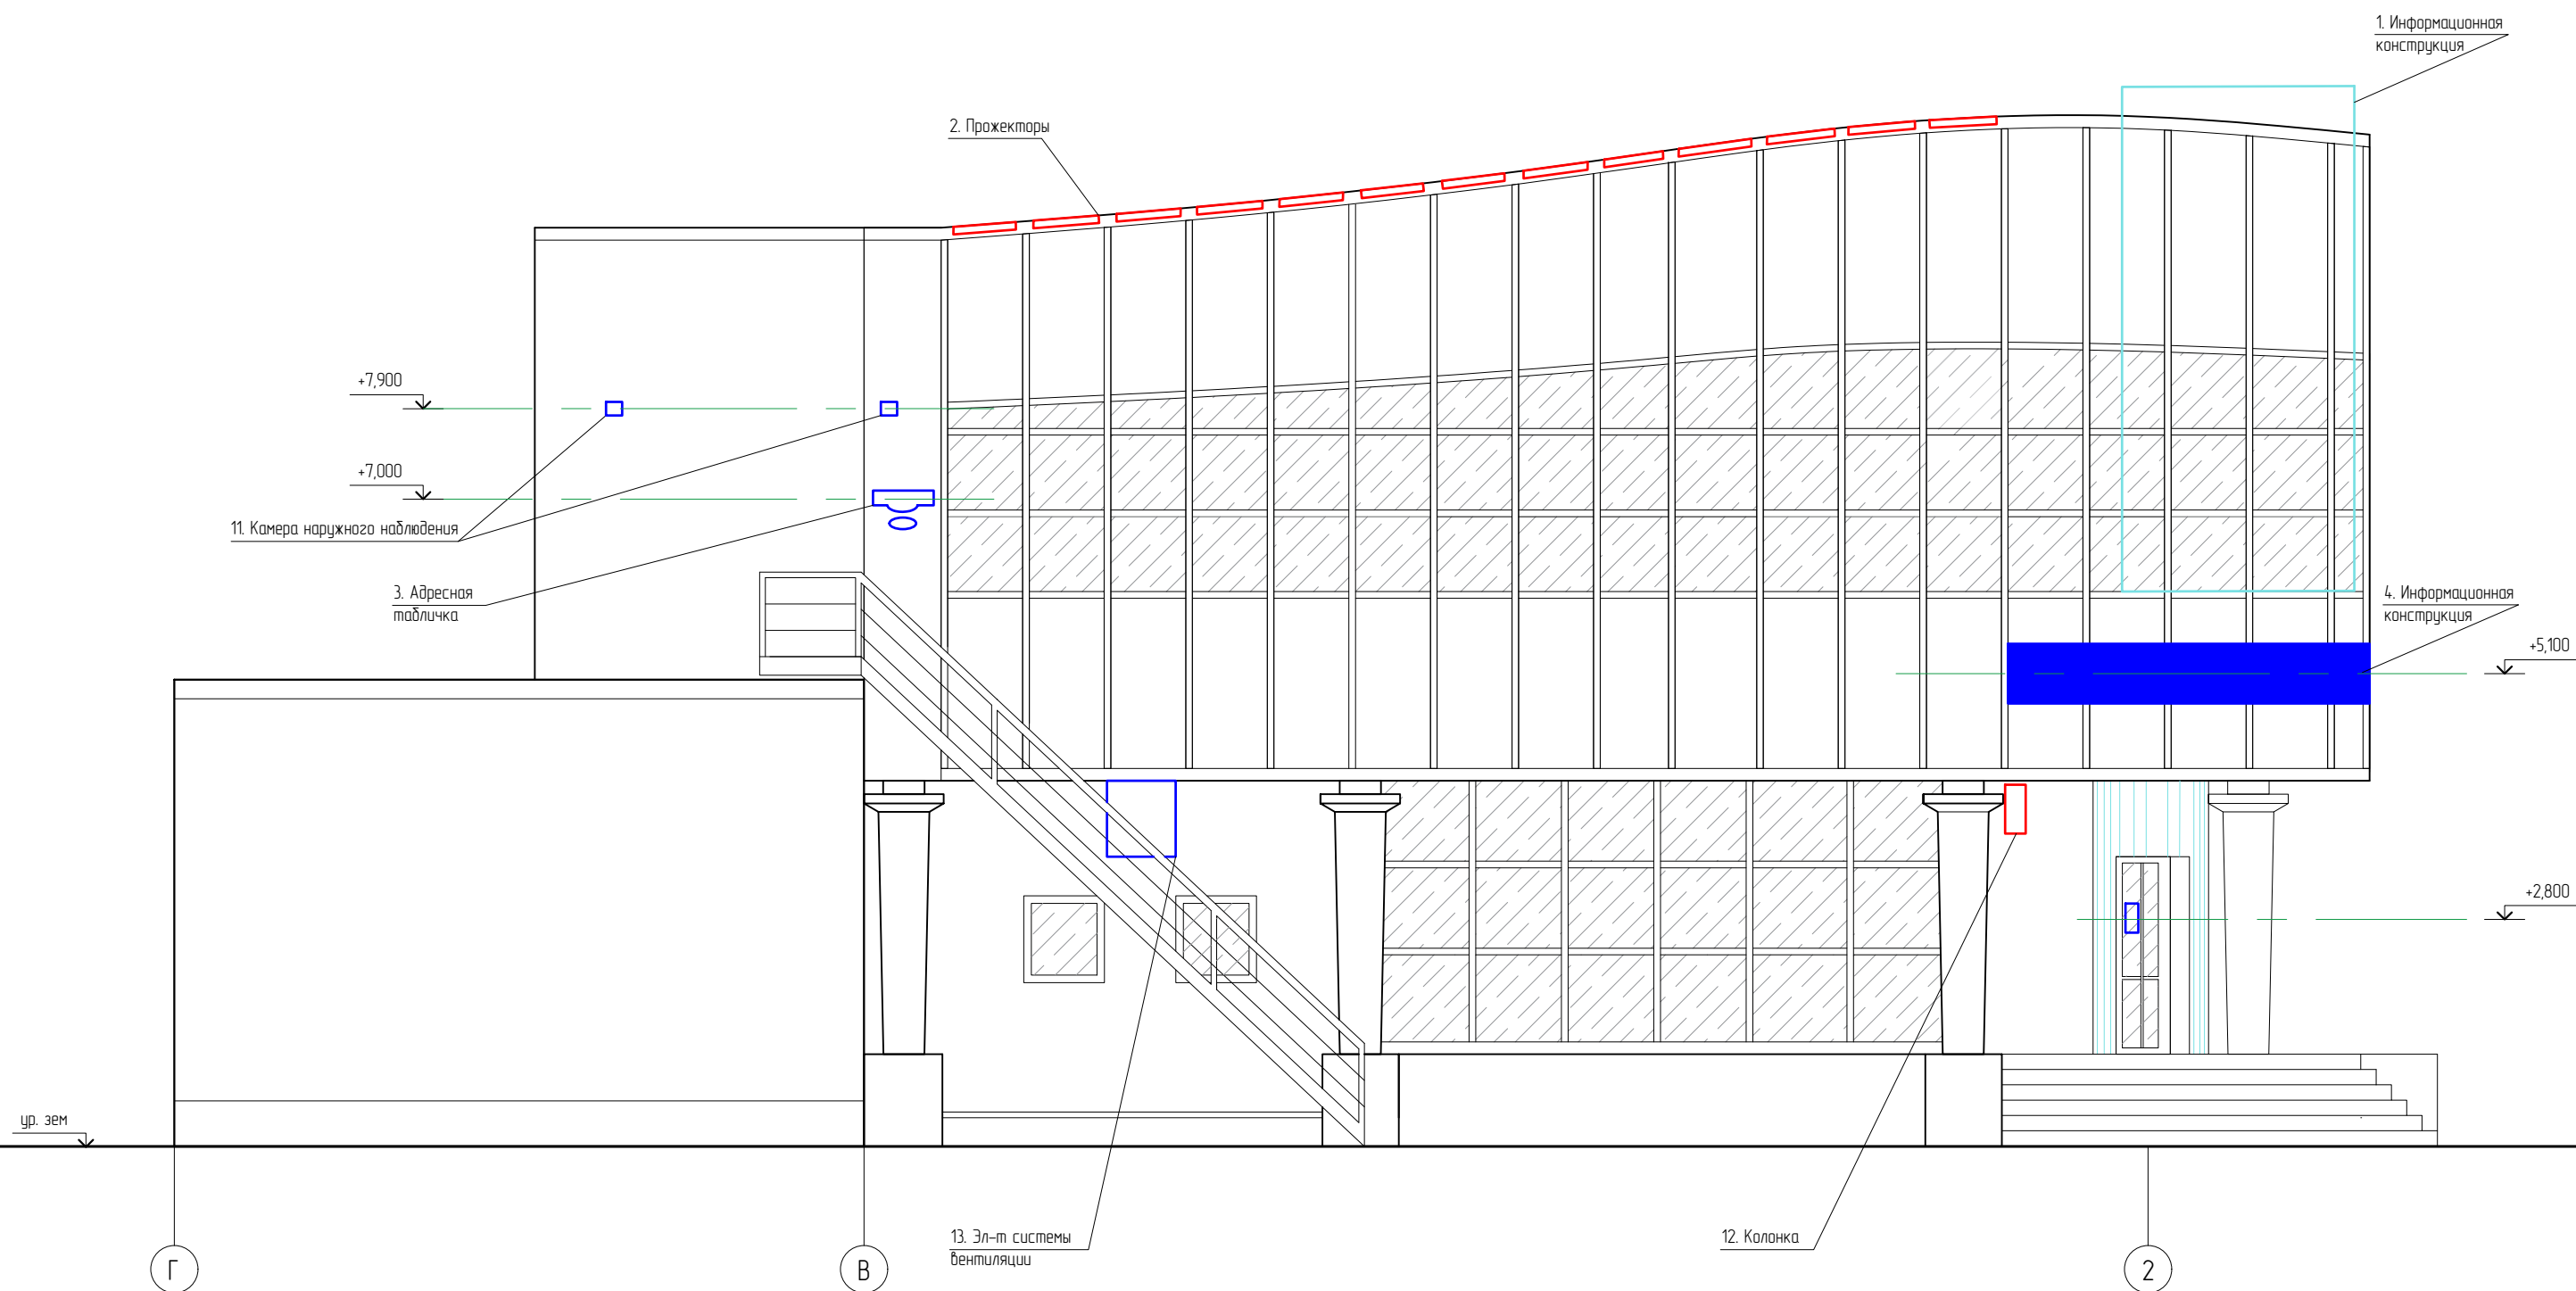 1. Информационная
конструкция
2. Прожекторы
+7,900
+7,000
11. Камера наружного наблюдения
3. Адресная
табличка
4. Информационная
конструкция
+5,100
+2,800
ур. зем
13. Эл-т системы
вентиляции
12. Колонка
Г
В
2